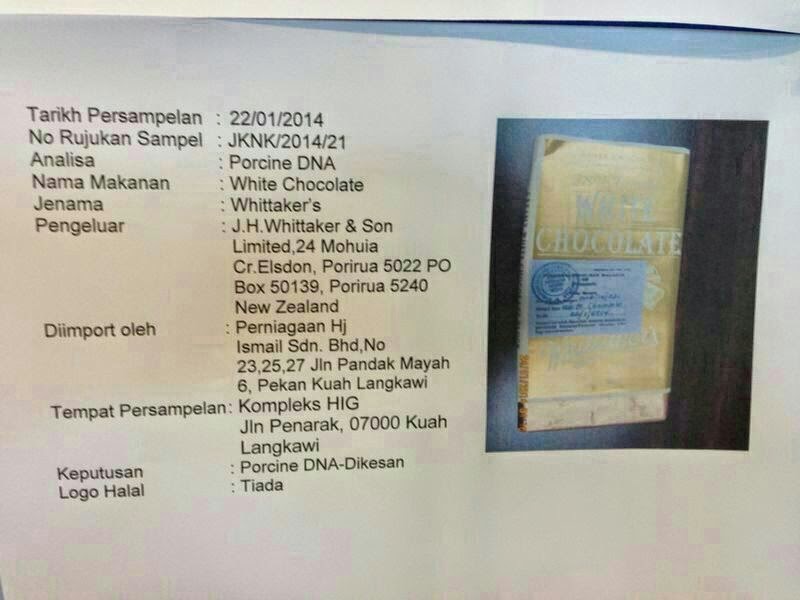 Tarikh Persampelan : 22/01/2014
No Rujukan Sampel : JKNK/2014/21
Analisa : Porcine DNA
Nama Makanan : White Chocolate
Jenama : Whittaker's
Pengeluar : J.H.Whittaker & Son
Limited,24 Mohuia
Cr.Elsdon, Porirua 5022 PO
Box 50139, Porirua 5240
New Zealand
Diimport oleh : Perniagaan Hj
Ismail Sdn. Bhd,No
23,25,27 Jln Pandak Mayah
6, Pekan Kuah Langkawi
Tempat Persampelan: Kompleks HIG
Jln Penarak, 07000 Kuah
Langkawi
Keputusan : Porcine DNA-Dikesan
Logo Halal : Tiada
WHITE
CHOCOLATE